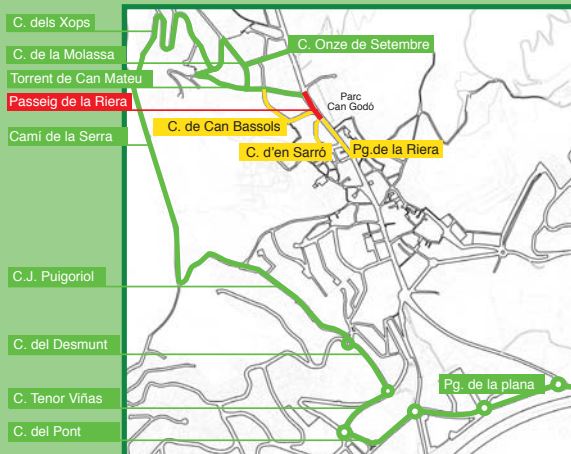 C. dels Xops
C. de la Molassa
C. Onze de Setembre
Torrent de Can Mateu
Passeig de la Riera
Parc
Can Godó
C. de Can Bassols
Camí de la Serra
C. d'en Sarró
Pg.de la Riera
C.J. Puigoriol
C. del Desmunt
Pg. de la plana
C. Tenor Viñas
C. del Pont